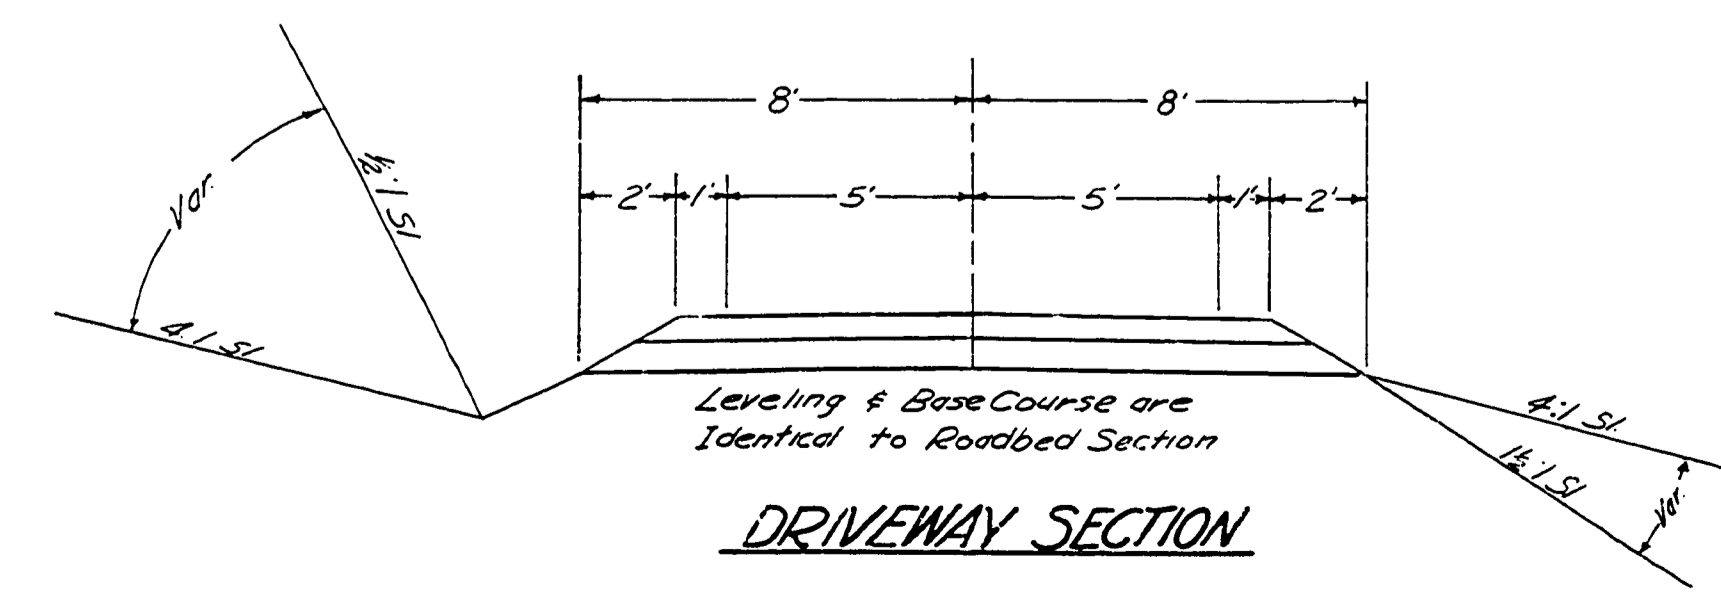 8' 8'
2' 1' 5' 5' 1' 2'
Var.
½:1 Sl
4:1 Sl
Leveling & Base Course are
Identical to Roadbed Section
4:1 Sl.
1½:1 Sl
Var.
DRIVEWAY SECTION